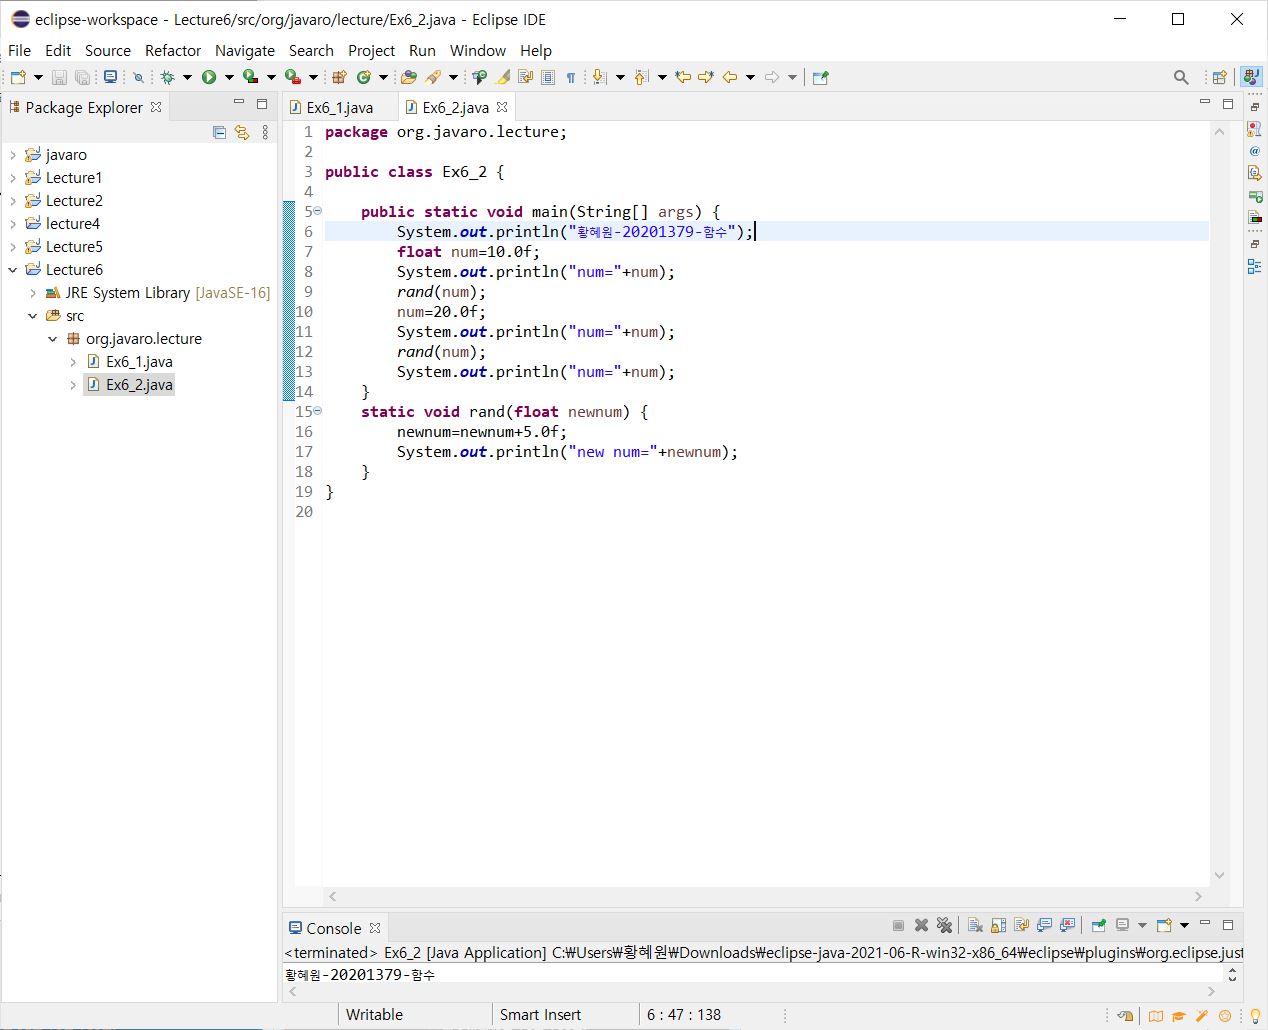 eclipse-workspace - Lecture6/src/org/javaro/lecture/Ex6_2.java - Eclipse IDE
File Edit Source Refactor Navigate Search Project Run Window Help
Package Explorer
javaro
Lecture1
Lecture2
lecture4
Lecture5
Lecture6
JRE System Library [JavaSE-16]
src
org.javaro.lecture
Ex6_1.java
Ex6_2.java
Ex6_1.java Ex6_2.java
1 package org.javaro.lecture;
2
3 public class Ex6_2 {
4
5 public static void main(String[] args) {
6 System.out.println("황혜원-20201379-함수");
7 float num=10.0f;
8 System.out.println("num="+num);
9 rand(num);
10 num=20.0f;
11 System.out.println("num="+num);
12 rand(num);
13 System.out.println("num="+num);
14 }
15 static void rand(float newnum) {
16 newnum=newnum+5.0f;
17 System.out.println("new num="+newnum);
18 }
19 }
20
Console
<terminated> Ex6_2 [Java Application] C:₩Users₩황혜원₩Downloads₩eclipse-java-2021-06-R-win32-x86_64₩eclipse₩plugins₩org.eclipse.just
황혜원-20201379-함수
Writable Smart Insert 6 : 47 : 138